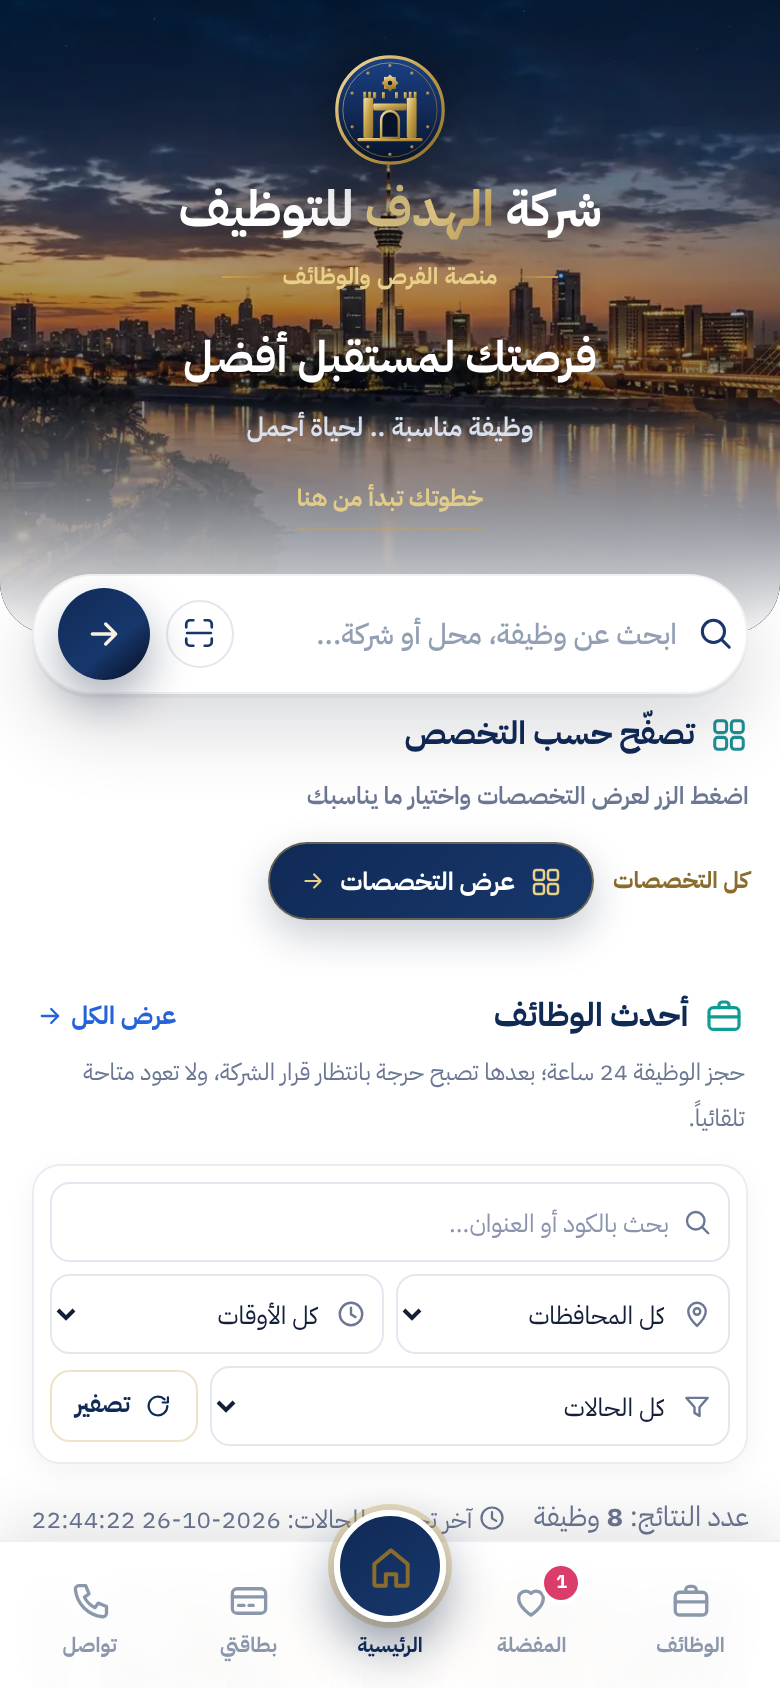 شركة الهدف للتوظيف
منصة الفرص والوظائف
فرصتك لمستقبل أفضل
وظيفة مناسبة .. لحياة أجمل
خطوتك تبدأ من هنا
ابحث عن وظيفة، محل أو شركة...
تصفّح حسب التخصص
اضغط الزر لعرض التخصصات واختيار ما يناسبك
كل التخصصات
عرض التخصصات
أحدث الوظائف
عرض الكل
حجز الوظيفة 24 ساعة؛ بعدها تصبح حرجة بانتظار قرار الشركة، ولا تعود متاحة
تلقائياً.
بحث بالكود أو العنوان...
كل المحافظات
كل الأوقات
كل الحالات
تصفير
عدد النتائج: 8 وظيفة
آخر للحالات: 2026-10-26 22:44:22
الوظائف
1
المفضلة
الرئيسية
بطاقتي
تواصل